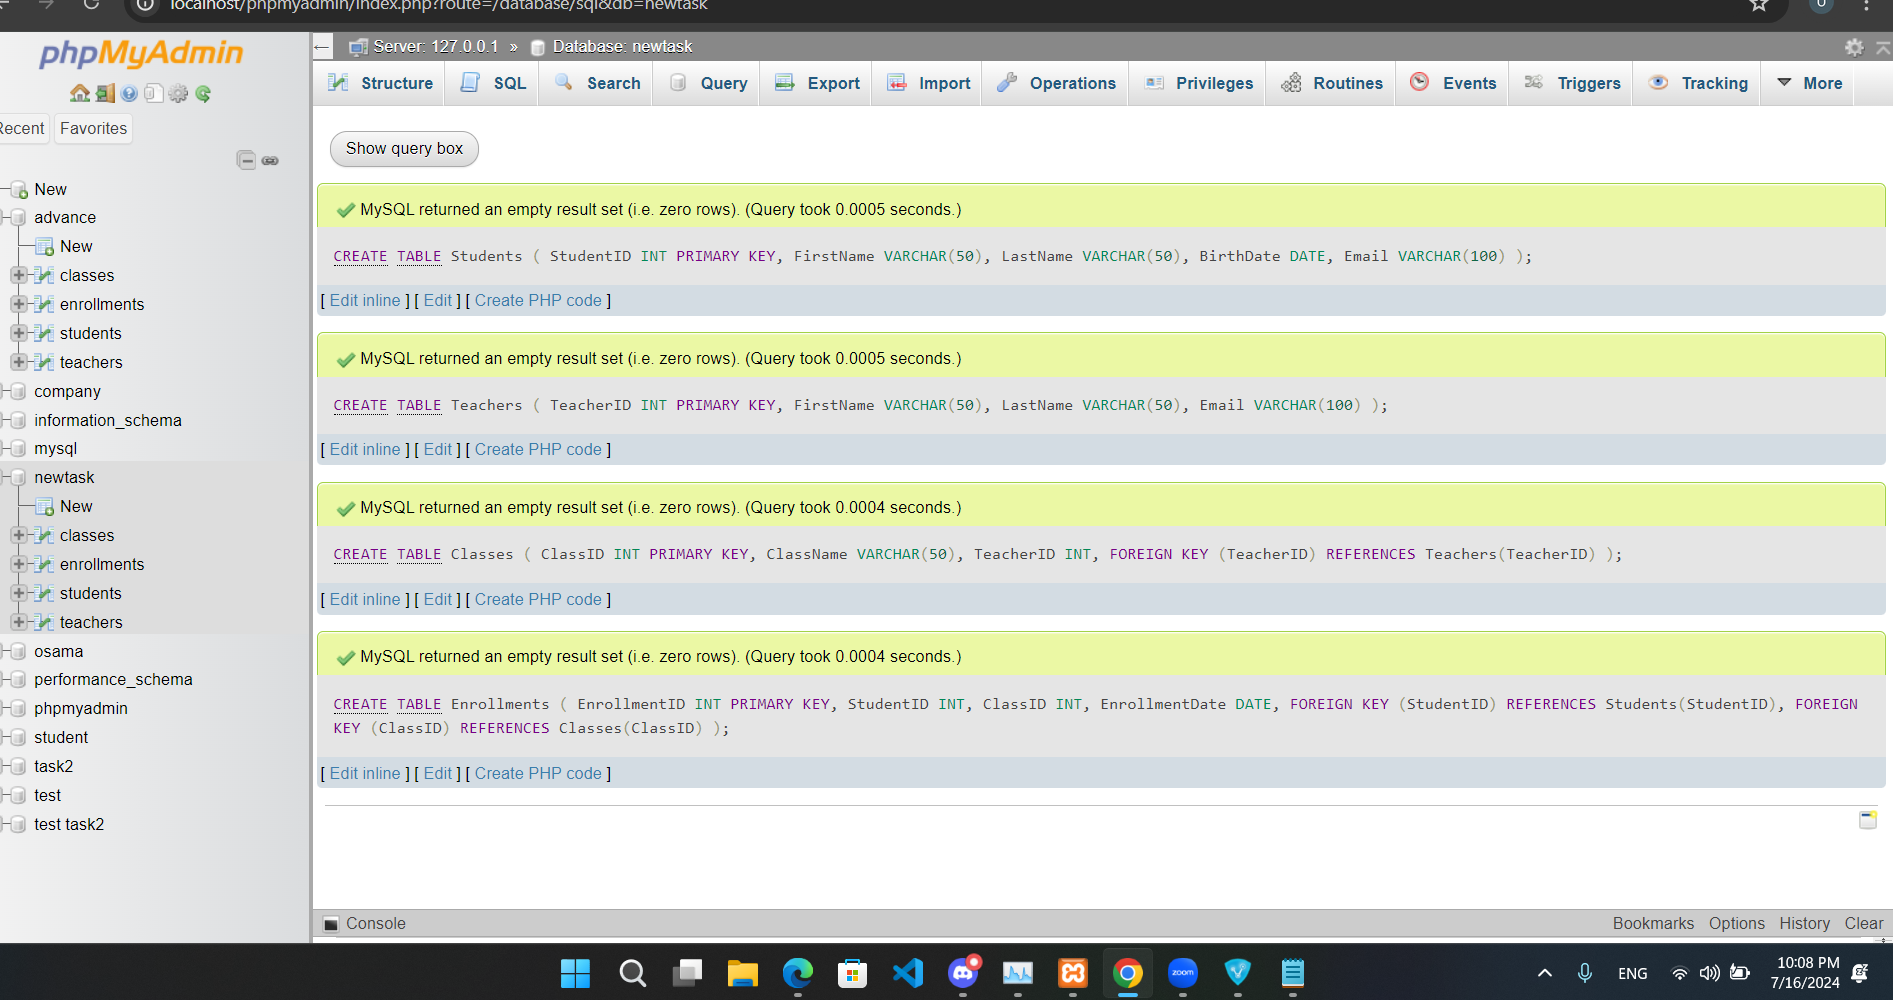 localhost/phpmyadmin/index.php?route=/database/sql&db=newtask
phpMyAdmin
Recent Favorites
New
advance
New
classes
enrollments
students
teachers
company
information_schema
mysql
newtask
New
classes
enrollments
students
teachers
osama
performance_schema
phpmyadmin
student
task2
test
test task2
Server: 127.0.0.1 » Database: newtask
Structure SQL Search Query Export Import Operations Privileges Routines Events Triggers Tracking More
Show query box
MySQL returned an empty result set (i.e. zero rows). (Query took 0.0005 seconds.)
CREATE TABLE Students ( StudentID INT PRIMARY KEY, FirstName VARCHAR(50), LastName VARCHAR(50), BirthDate DATE, Email VARCHAR(100) );
[ Edit inline ] [ Edit ] [ Create PHP code ]
MySQL returned an empty result set (i.e. zero rows). (Query took 0.0005 seconds.)
CREATE TABLE Teachers ( TeacherID INT PRIMARY KEY, FirstName VARCHAR(50), LastName VARCHAR(50), Email VARCHAR(100) );
[ Edit inline ] [ Edit ] [ Create PHP code ]
MySQL returned an empty result set (i.e. zero rows). (Query took 0.0004 seconds.)
CREATE TABLE Classes ( ClassID INT PRIMARY KEY, ClassName VARCHAR(50), TeacherID INT, FOREIGN KEY (TeacherID) REFERENCES Teachers(TeacherID) );
[ Edit inline ] [ Edit ] [ Create PHP code ]
MySQL returned an empty result set (i.e. zero rows). (Query took 0.0004 seconds.)
CREATE TABLE Enrollments ( EnrollmentID INT PRIMARY KEY, StudentID INT, ClassID INT, EnrollmentDate DATE, FOREIGN KEY (StudentID) REFERENCES Students(StudentID), FOREIGN
KEY (ClassID) REFERENCES Classes(ClassID) );
[ Edit inline ] [ Edit ] [ Create PHP code ]
Console Bookmarks Options History Clear
zoom
ENG
10:08 PM
7/16/2024